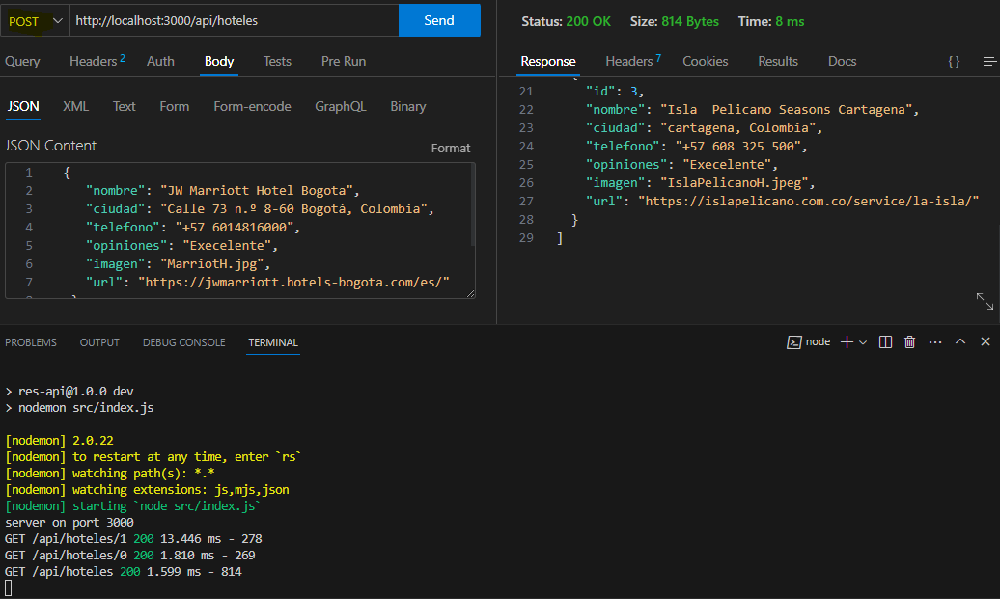 POST http://localhost:3000/api/hoteles Send
Query Headers 2 Auth Body Tests Pre Run
JSON XML Text Form Form-encode GraphQL Binary
JSON Content Format
1 {
2 "nombre": "JW Marriott Hotel Bogota",
3 "ciudad": "Calle 73 n.º 8-60 Bogotá, Colombia",
4 "telefono": "+57 6014816000",
5 "opiniones": "Execelente",
6 "imagen": "MarriotH.jpg",
7 "url": "https://jwmarriott.hotels-bogota.com/es/"
Status: 200 OK Size: 814 Bytes Time: 8 ms
Response Headers 7 Cookies Results Docs {}
21 "id": 3,
22 "nombre": "Isla  Pelicano Seasons Cartagena",
23 "ciudad": "cartagena, Colombia",
24 "telefono": "+57 608 325 500",
25 "opiniones": "Execelente",
26 "imagen": "IslaPelicanoH.jpeg",
27 "url": "https://islapelicano.com.co/service/la-isla/"
28 }
29 ]
PROBLEMS OUTPUT DEBUG CONSOLE TERMINAL node
> res-api@1.0.0 dev
> nodemon src/index.js
[nodemon] 2.0.22
[nodemon] to restart at any time, enter `rs`
[nodemon] watching path(s): *.*
[nodemon] watching extensions: js,mjs,json
[nodemon] starting `node src/index.js`
server on port 3000
GET /api/hoteles/1 200 13.446 ms - 278
GET /api/hoteles/0 200 1.810 ms - 269
GET /api/hoteles 200 1.599 ms - 814